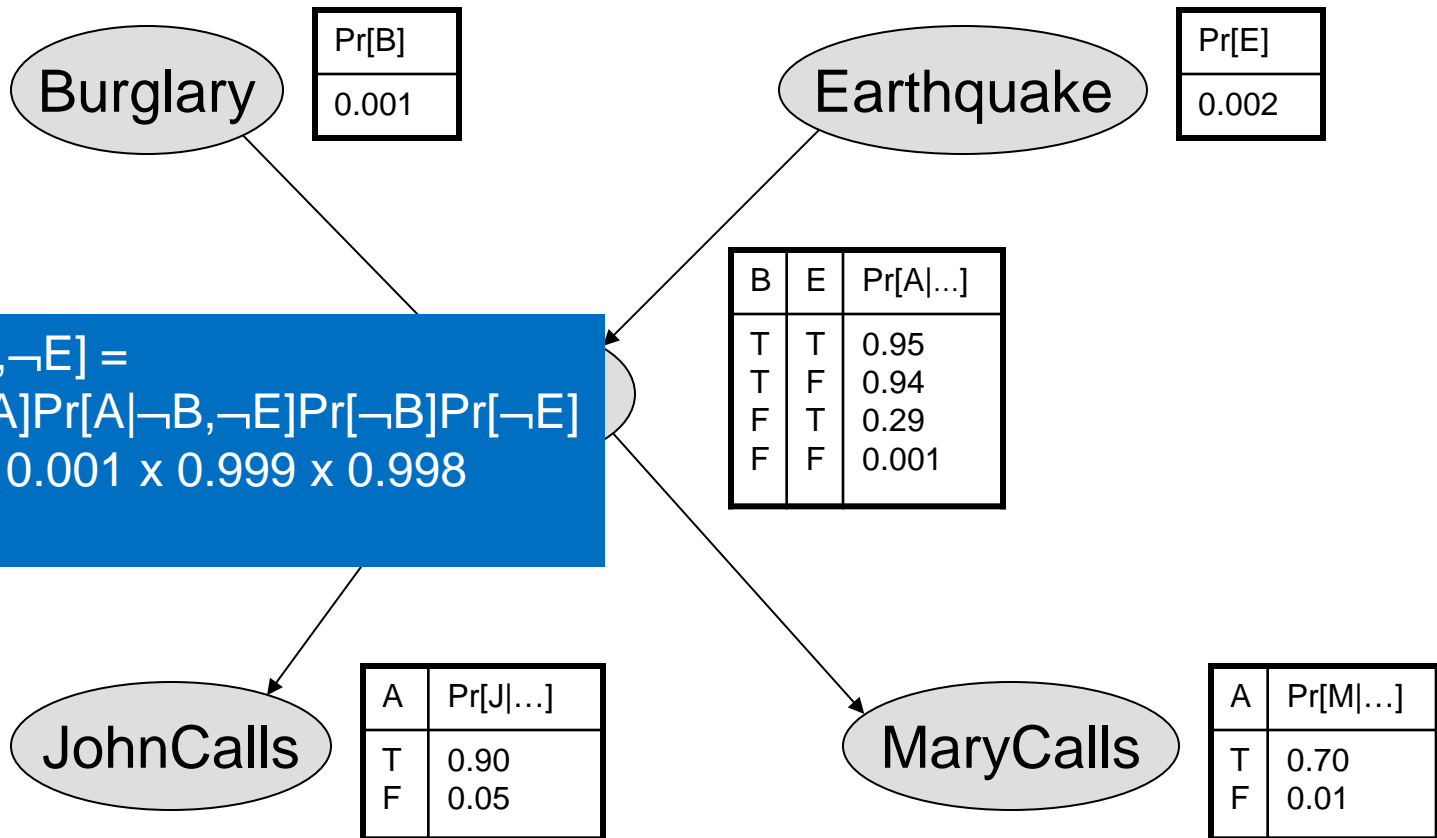 Burglary
Pr[B]
0.001
Earthquake
Pr[E]
0.002
B E Pr[A|...]
T T 0.95
T F 0.94
F T 0.29
F F 0.001
,¬E] =
A]Pr[A|¬B,¬E]Pr[¬B]Pr[¬E]
0.001 x 0.999 x 0.998
JohnCalls
A Pr[J|…]
T 0.90
F 0.05
MaryCalls
A Pr[M|…]
T 0.70
F 0.01